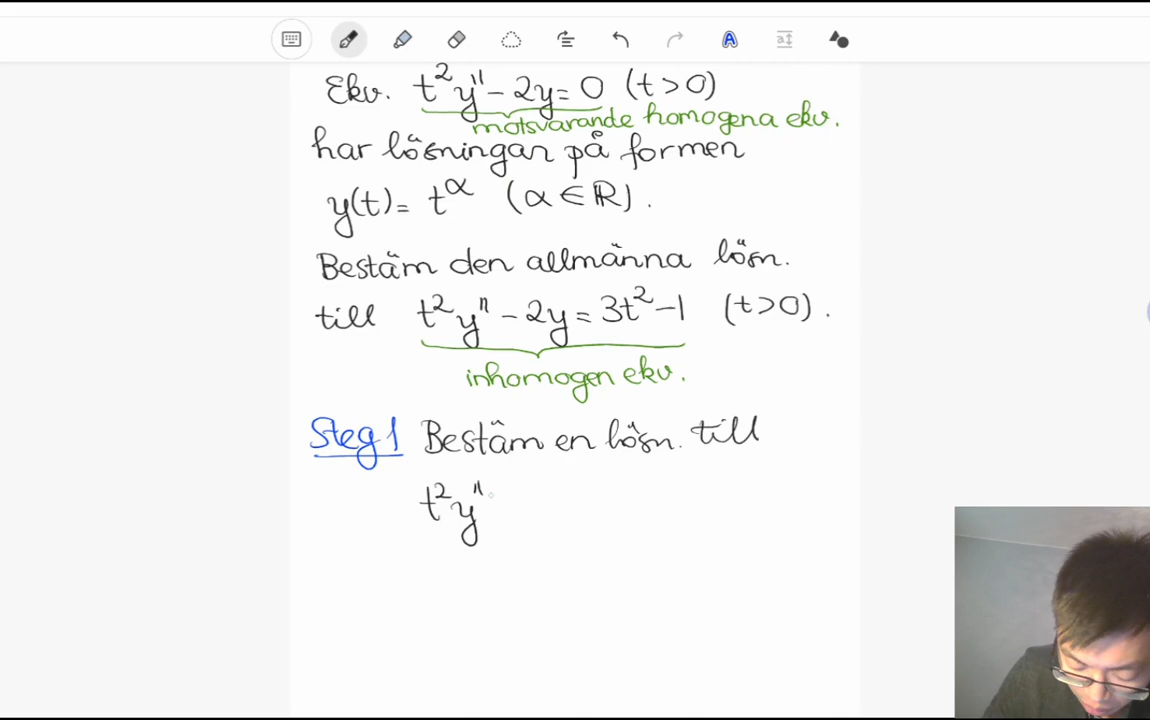 Ekv. t²y'' - 2y = 0 (t > 0)
motsvarande homogena ekv.
har lösningar på formen
y(t) = t^α (α ∈ ℝ).
Bestäm den allmänna lösn.
till t²y'' - 2y = 3t² - 1 (t > 0).
inhomogen ekv.
Steg 1 Bestäm en lösn. till
t²y''